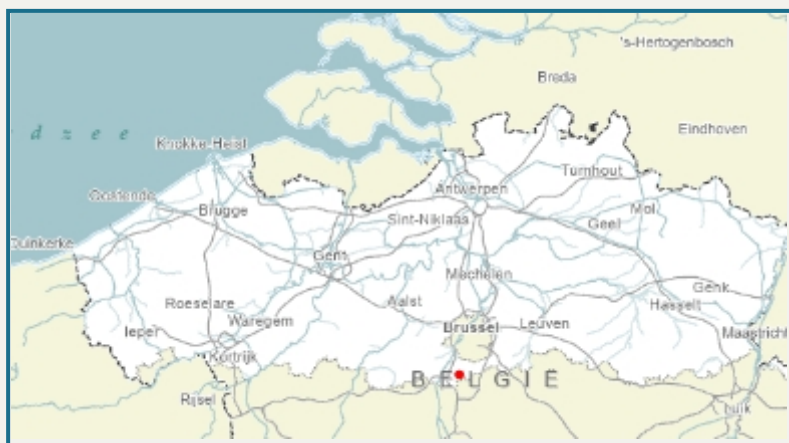 's-Hertogenbosch
Breda
Eindhoven
d z e e
Knokke-Heist
Turnhout
Antwerpen
Oostende
Mol
Brugge
Sint-Niklaas
Geel
Duinkerke
Gent
Mechelen
Genk
Roeselare
Aalst
Hasselt
Waregem
Brussel
Leuven
Ieper
Maastricht
Kortrijk
BELGIË
Rijsel
Luik